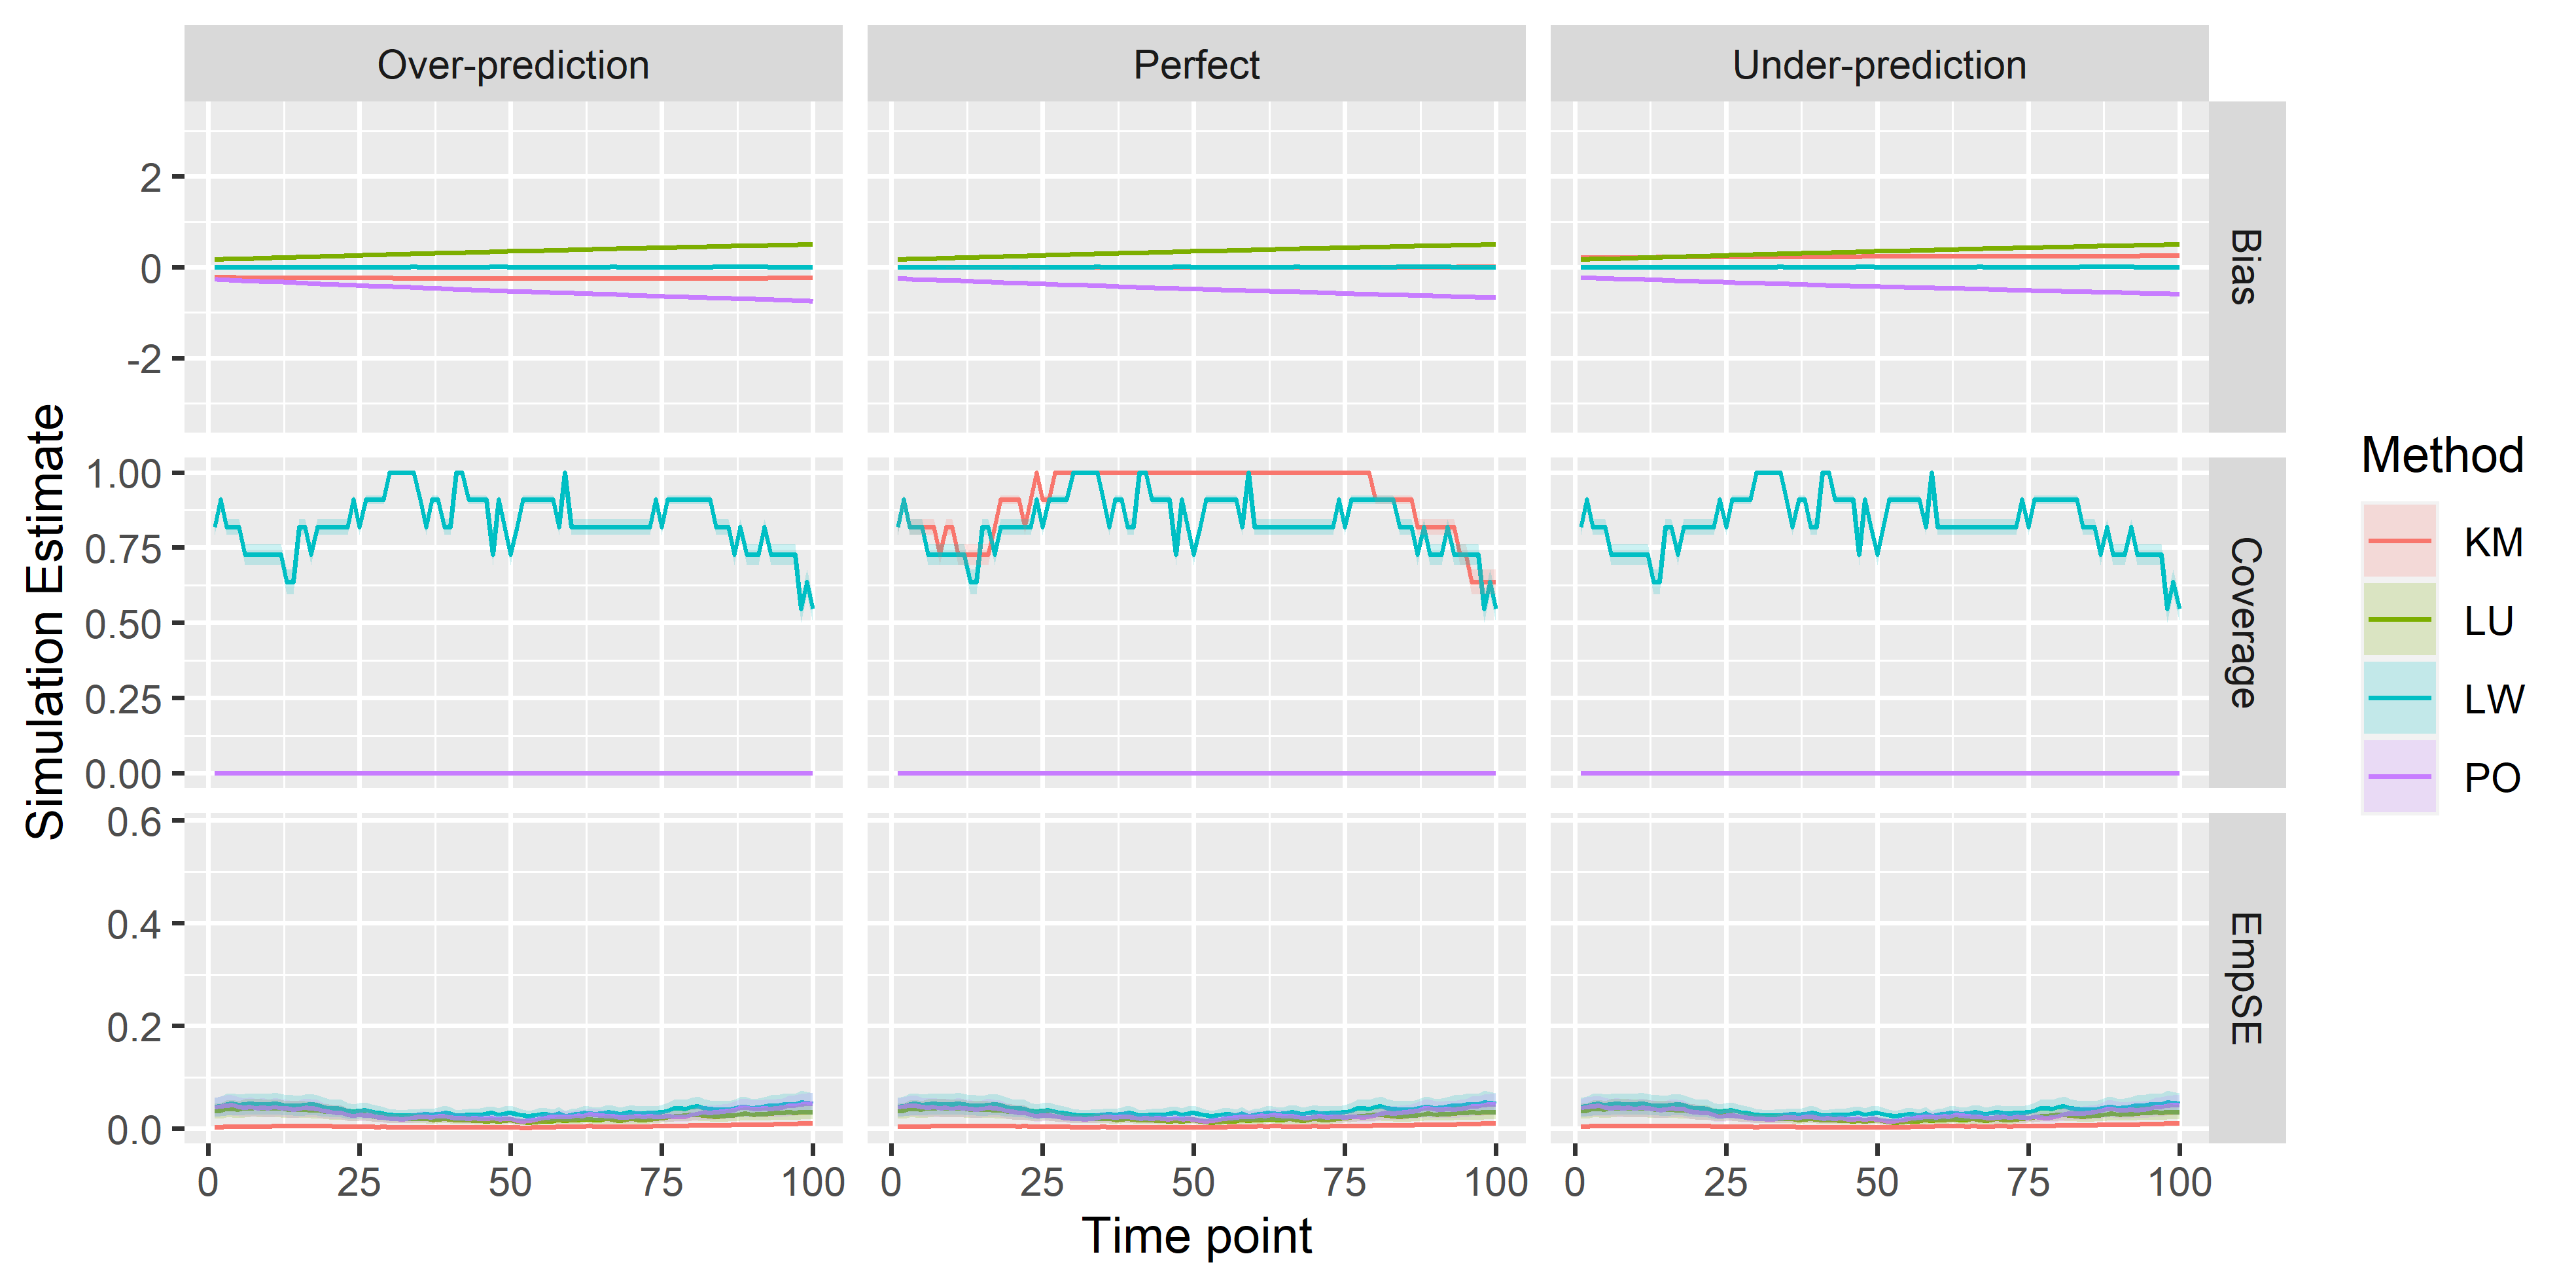 Over-prediction
Perfect
Under-prediction
Simulation Estimate
2
0
-2
Bias
1.00
0.75
0.50
0.25
0.00
Coverage
0.6
0.4
0.2
0.0
EmpSE
0 25 50 75 100
0 25 50 75 100
0 25 50 75 100
Time point
Method
KM
LU
LW
PO